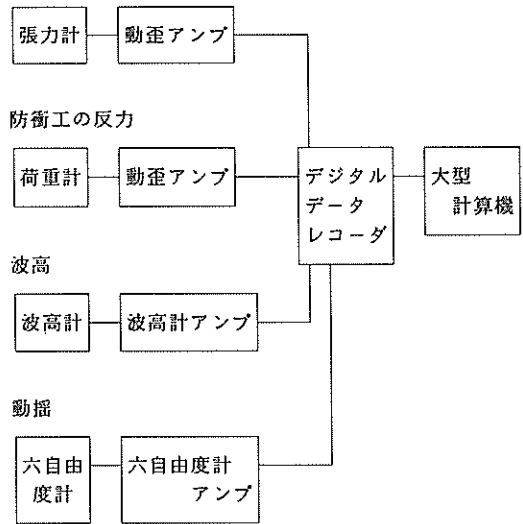 張力計
動歪アンプ
防衝工の反力
荷重計
動歪アンプ
デジタル
データ
レコーダ
大型
計算機
波高
波高計
波高計アンプ
動揺
六自由
度計
六自由度計
アンプ